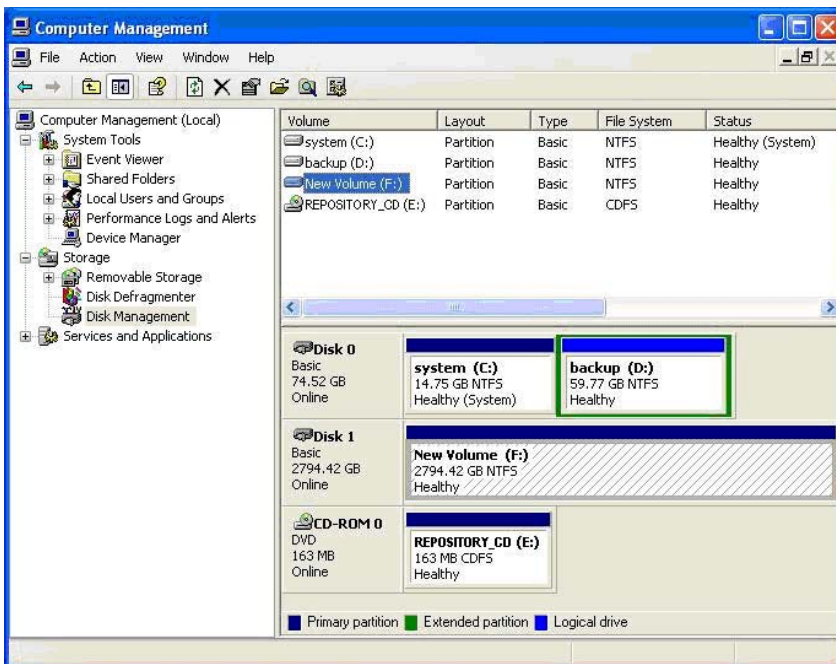 Computer Management
File Action View Window Help
Computer Management (Local)
System Tools
Event Viewer
Shared Folders
Local Users and Groups
Performance Logs and Alerts
Device Manager
Storage
Removable Storage
Disk Defragmenter
Disk Management
Services and Applications
Volume Layout Type File System Status
system (C:) Partition Basic NTFS Healthy (System)
backup (D:) Partition Basic NTFS Healthy
New Volume (F:) Partition Basic NTFS Healthy
REPOSITORY_CD (E:) Partition Basic CDFS Healthy
Disk 0
Basic
74.52 GB
Online
system (C:)
14.75 GB NTFS
Healthy (System)
backup (D:)
59.77 GB NTFS
Healthy
Disk 1
Basic
2794.42 GB
Online
New Volume (F:)
2794.42 GB NTFS
Healthy
CD-ROM 0
DVD
163 MB
Online
REPOSITORY_CD (E:)
163 MB CDFS
Healthy
Primary partition Extended partition Logical drive